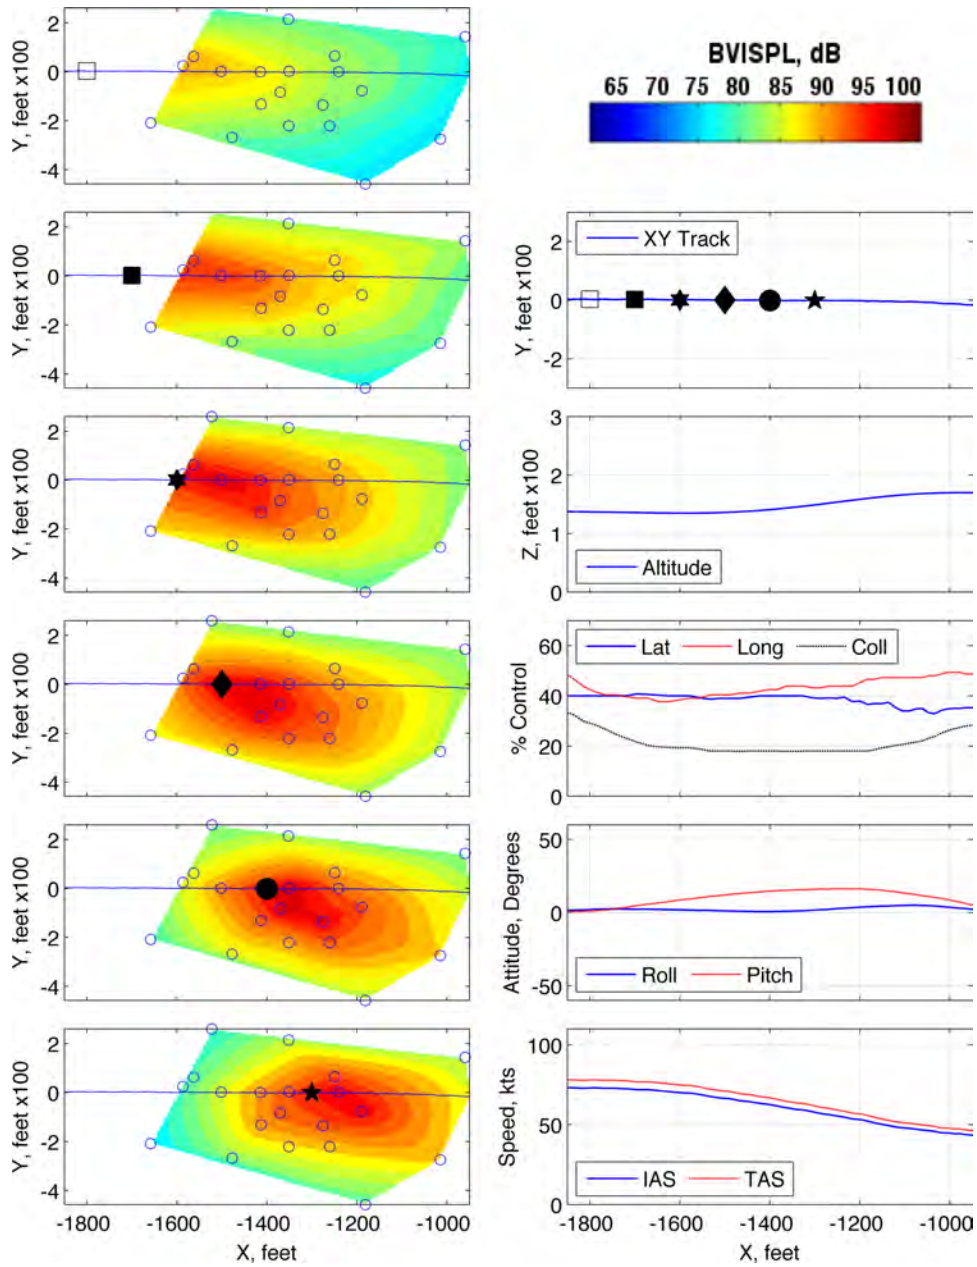 BVISPL, dB
65 70 75 80 85 90 95 100
Y, feet x100
2
0
-2
-4
Y, feet x100
2
0
-2
-4
XY Track
Y, feet x100
2
0
-2
Y, feet x100
2
0
-2
-4
Z, feet x100
3
2
1
0
Altitude
Y, feet x100
2
0
-2
-4
% Control
60
40
20
0
Lat Long Coll
Y, feet x100
2
0
-2
-4
Attitude, Degrees
50
0
-50
Roll Pitch
Y, feet x100
2
0
-2
-4
-1800 -1600 -1400 -1200 -1000
X, feet
Speed, kts
100
50
0
IAS TAS
-1800 -1600 -1400 -1200 -1000
X, feet